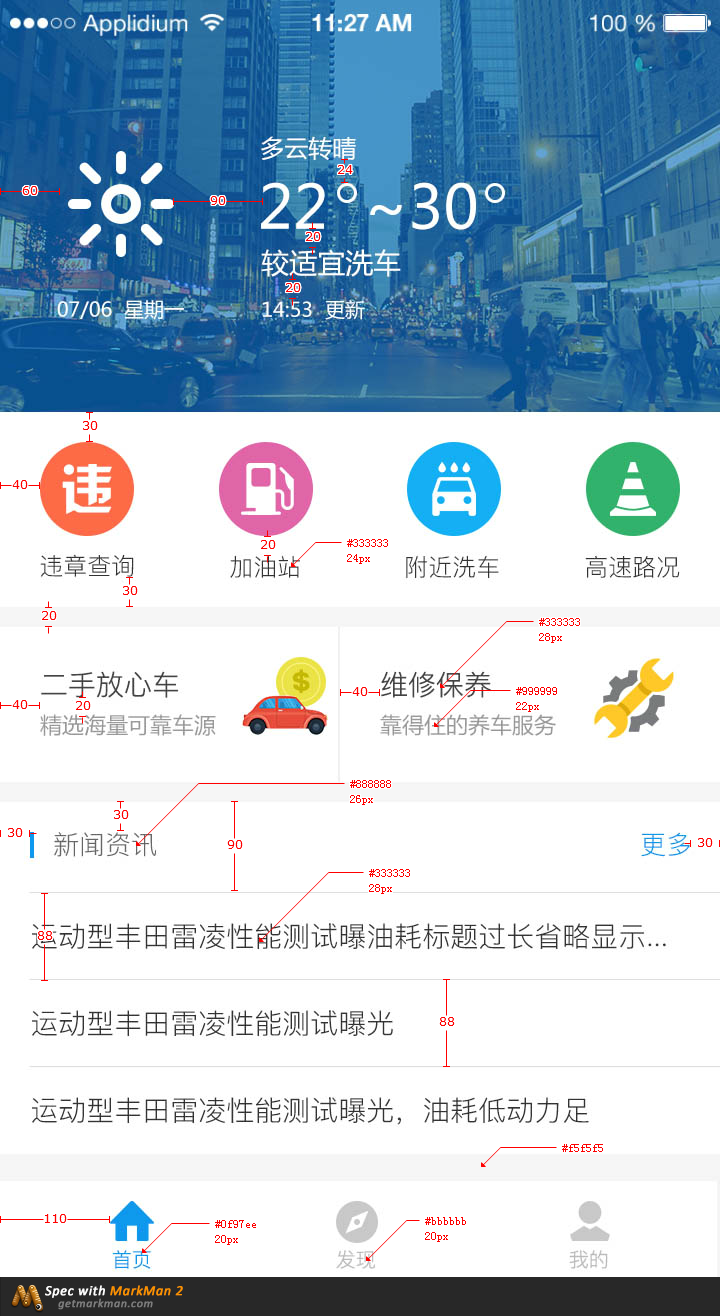 Applidium 11:27 AM 100 %
多云转晴
24
60
90
22°~30°
20
较适宜洗车
20
07/06 星期一
14:53 更新
30
40
违
20
#333333
24px
违章查询
加油站
附近洗车
高速路况
30
20
#333333
28px
$
二手放心车
40
维修保养
#999999
22px
40
20
精选海量可靠车源
靠得住的养车服务
#888888
26px
30
30
新闻资讯
90
更多
30
#333333
28px
88
运动型丰田雷凌性能测试曝油耗标题过长省略显示...
运动型丰田雷凌性能测试曝光
88
运动型丰田雷凌性能测试曝光，油耗低动力足
#f5f5f5
110
#0f97ee
20px
#bbbbbb
20px
首页
发现
我的
Spec with MarkMan 2
getmarkman.com